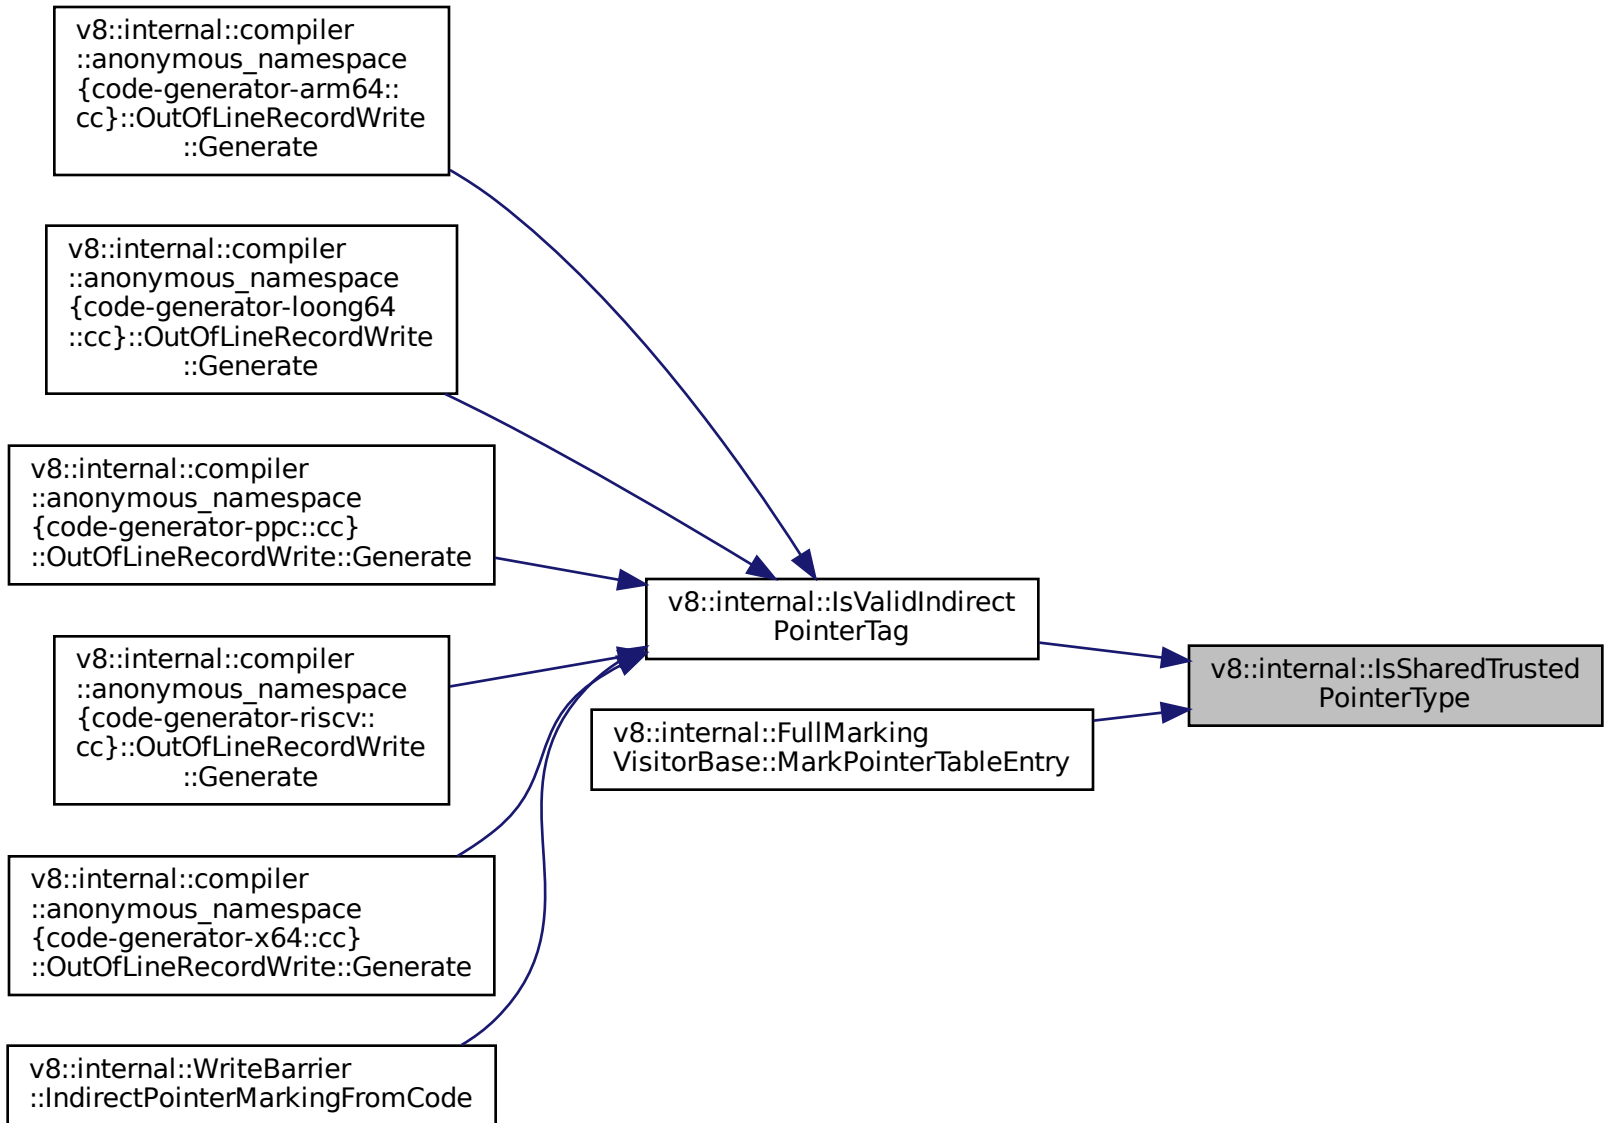 v8::internal::compiler
::anonymous_namespace
{code-generator-arm64::
cc}::OutOfLineRecordWrite
::Generate
v8::internal::compiler
::anonymous_namespace
{code-generator-loong64
::cc}::OutOfLineRecordWrite
::Generate
v8::internal::compiler
::anonymous_namespace
{code-generator-ppc::cc}
::OutOfLineRecordWrite::Generate
v8::internal::IsValidIndirect
PointerTag
v8::internal::compiler
::anonymous_namespace
{code-generator-riscv::
cc}::OutOfLineRecordWrite
::Generate
v8::internal::IsSharedTrusted
PointerType
v8::internal::FullMarking
VisitorBase::MarkPointerTableEntry
v8::internal::compiler
::anonymous_namespace
{code-generator-x64::cc}
::OutOfLineRecordWrite::Generate
v8::internal::WriteBarrier
::IndirectPointerMarkingFromCode